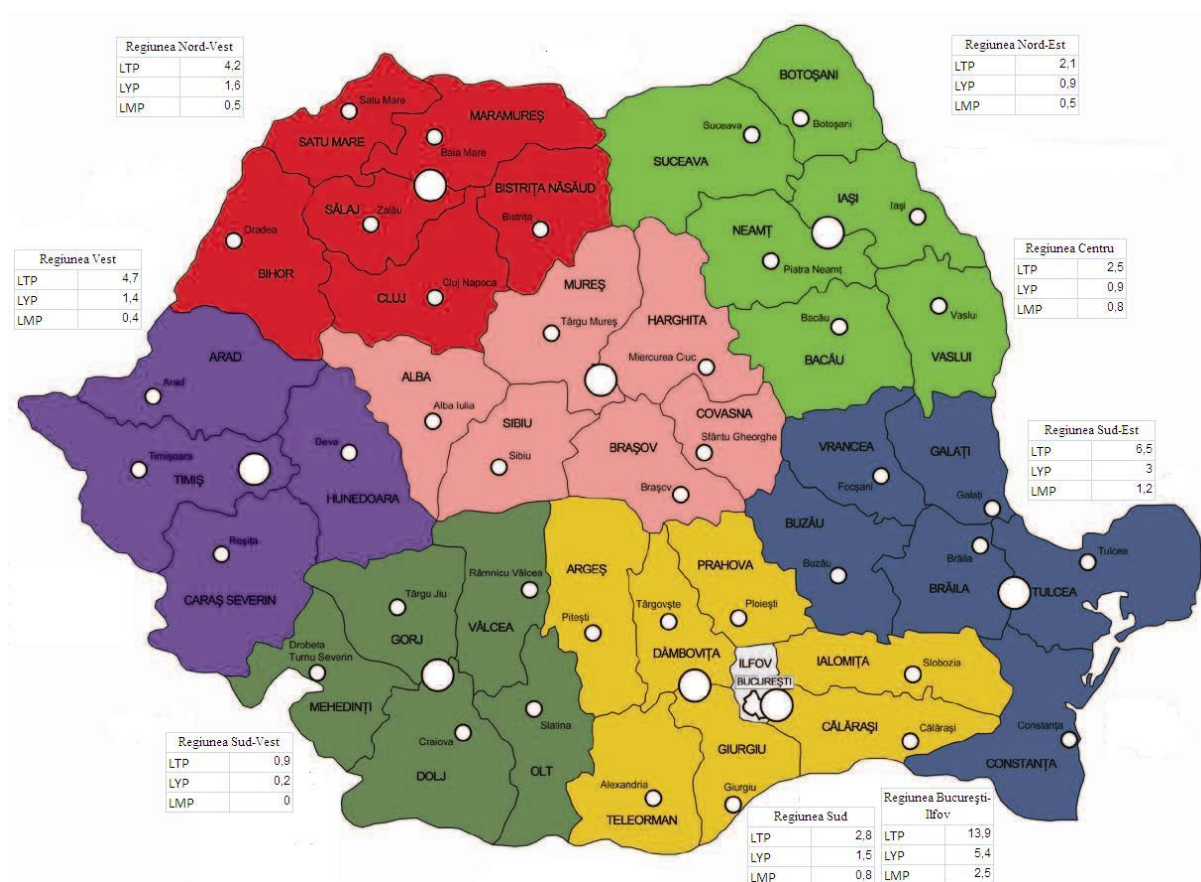 Regiunea Nord-Vest
LTP 4,2
LYP 1,6
LMP 0,5
Regiunea Nord-Est
LTP 2,1
LYP 0,9
LMP 0,5
BOTOȘANI
Botoșani
Satu Mare
SATU MARE
MARAMUREȘ
Baia Mare
Suceava
SUCEAVA
BISTRIȚA NĂSĂUD
Bistrița
SĂLAJ
Zalău
IAȘI
Iași
NEAMȚ
Piatra Neamț
Oradea
BIHOR
Regiunea Vest
LTP 4,7
LYP 1,4
LMP 0,4
Regiunea Centru
LTP 2,5
LYP 0,9
LMP 0,8
CLUJ
Cluj Napoca
MUREȘ
Târgu Mureș
HARGHITA
Miercurea Ciuc
Bacău
BACĂU
Vaslui
VASLUI
ARAD
Arad
ALBA
Alba Iulia
SIBIU
Sibiu
BRAȘOV
Brașov
COVASNA
Sfântu Gheorghe
VRANCEA
Focșani
GALAȚI
Galați
Regiunea Sud-Est
LTP 6,5
LYP 3
LMP 1,2
Timișoara
TIMIȘ
Deva
HUNEDOARA
Reșița
CARAȘ SEVERIN
BUZĂU
Buzău
Brăila
BRĂILA
Tulcea
TULCEA
Râmnicu Vâlcea
VÂLCEA
Târgu Jiu
GORJ
ARGEȘ
Pitești
Târgovște
DÂMBOVIȚA
PRAHOVA
Ploiești
ILFOV
BUCUREȘTI
IALOMIȚA
Slobozia
Drobeta
Turnu Severin
MEHEDINȚI
Slatina
OLT
Craiova
DOLJ
CĂLĂRAȘI
Călărași
GIURGIU
Giurgiu
Alexandria
TELEORMAN
Constanța
CONSTANȚA
Regiunea Sud-Vest
LTP 0,9
LYP 0,2
LMP 0
Regiunea Sud
LTP 2,8
LYP 1,5
LMP 0,8
Regiunea București-
Ilfov
LTP 13,9
LYP 5,4
LMP 2,5